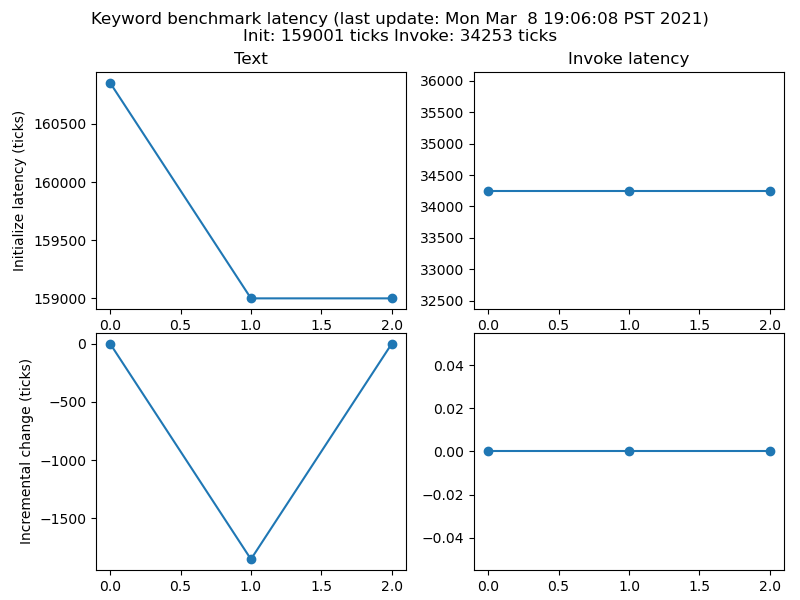 Keyword benchmark latency (last update: Mon Mar  8 19:06:08 PST 2021)
Init: 159001 ticks Invoke: 34253 ticks
Text
Initialize latency (ticks)
160500
160000
159500
159000
0.0 0.5 1.0 1.5 2.0
Invoke latency
36000
35500
35000
34500
34000
33500
33000
32500
0.0 0.5 1.0 1.5 2.0
Incremental change (ticks)
0
−500
−1000
−1500
0.0 0.5 1.0 1.5 2.0
0.04
0.02
0.00
−0.02
−0.04
0.0 0.5 1.0 1.5 2.0